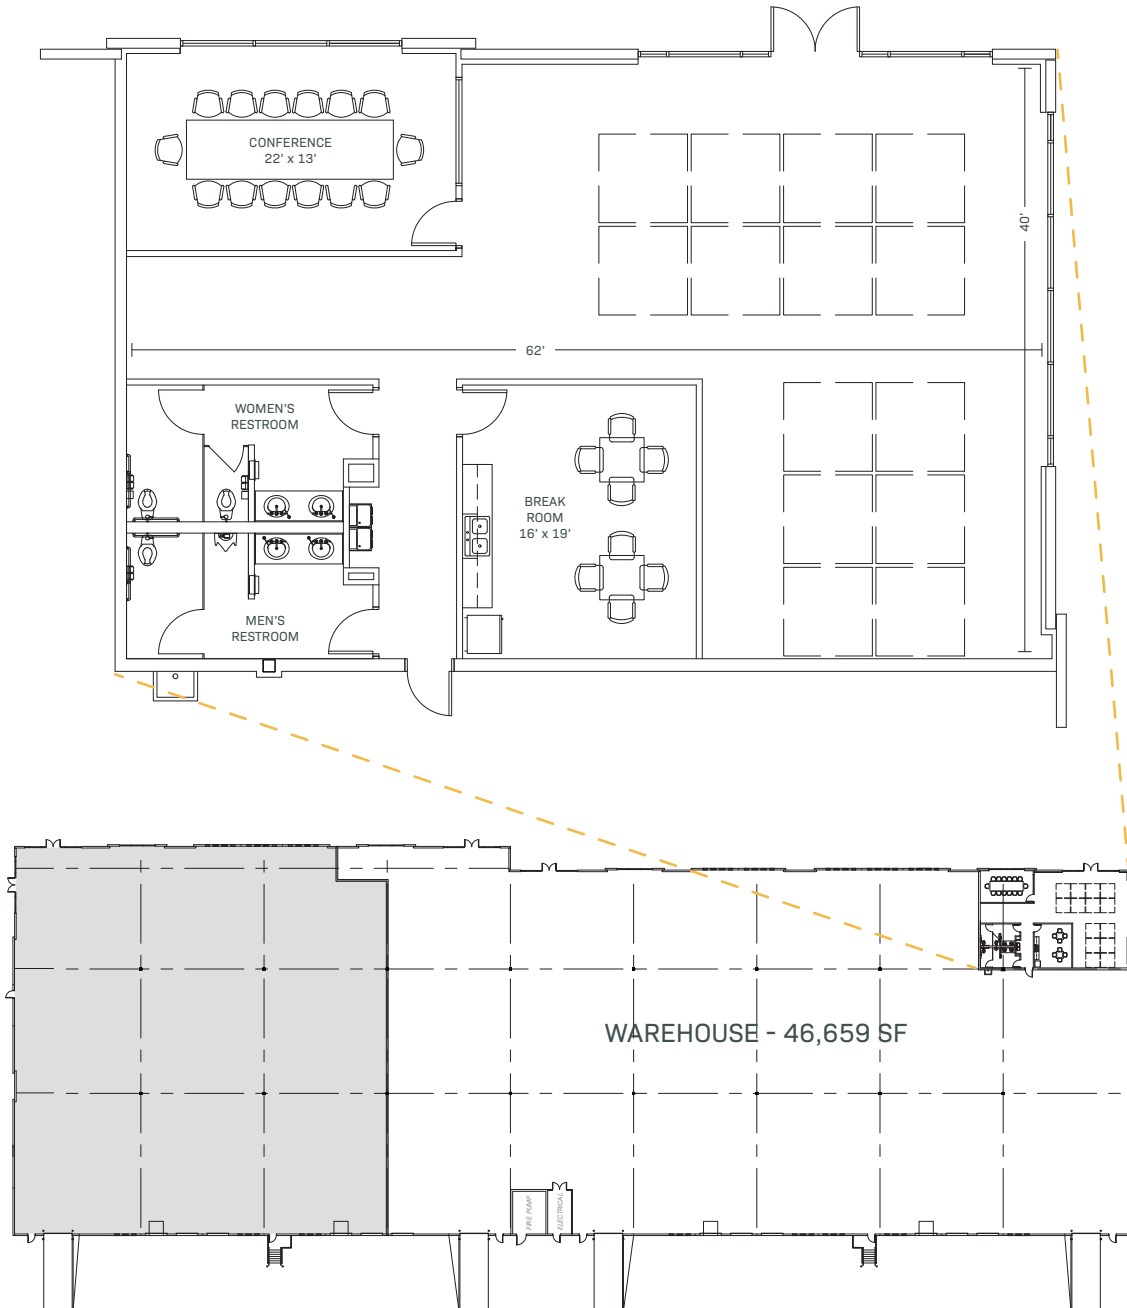 CONFERENCE
22' x 13'
40'
62'
WOMEN'S
RESTROOM
BREAK
ROOM
16' x 19'
MEN'S
RESTROOM
WAREHOUSE - 46,659 SF
FIRE PUMP
ELECTRICAL